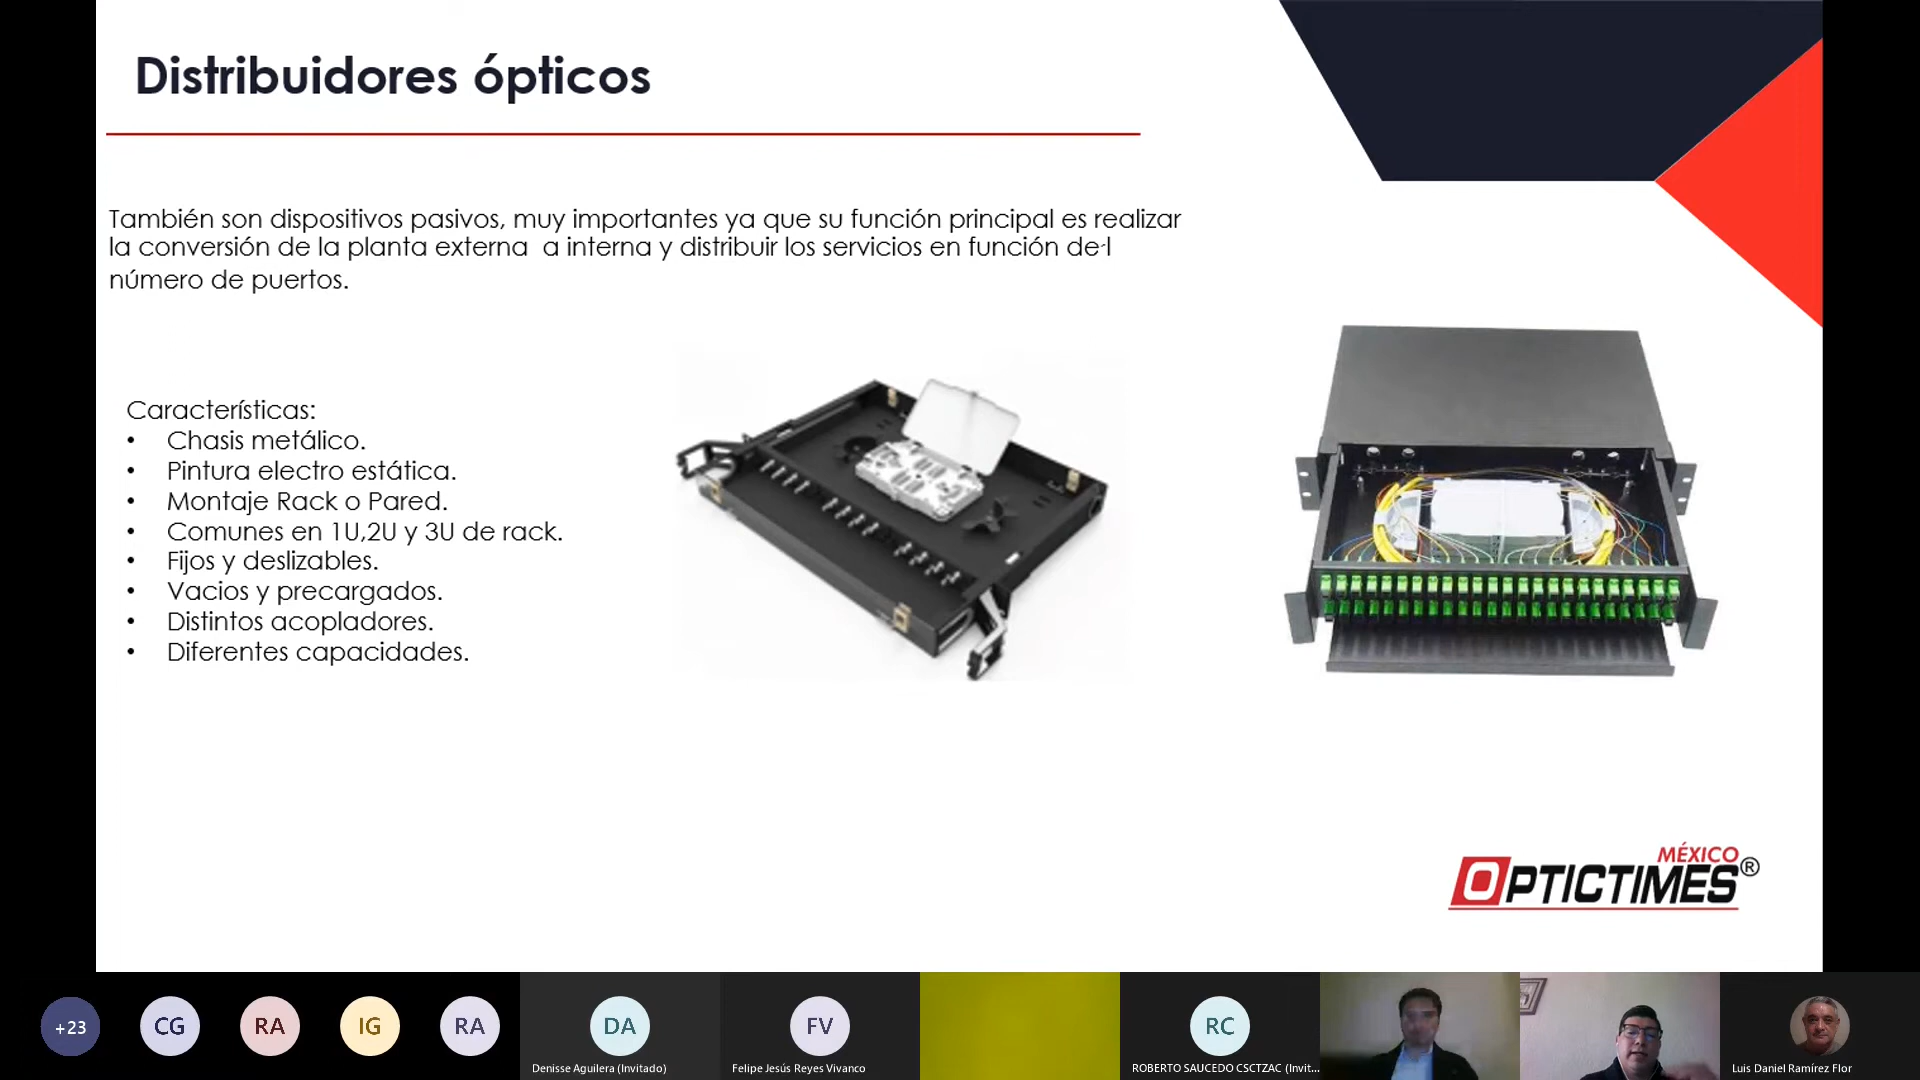 Distribuidores ópticos
También son dispositivos pasivos, muy importantes ya que su función principal es realizar
la conversión de la planta externa a interna y distribuir los servicios en función del
número de puertos.
Características:
• Chasis metálico.
• Pintura electro estática.
• Montaje Rack o Pared.
• Comunes en 1U,2U y 3U de rack.
• Fijos y deslizables.
• Vacios y precargados.
• Distintos acopladores.
• Diferentes capacidades.
MÉXICO
OPTICTIMES®
+23
CG
RA
IG
RA
DA
FV
RC
Denisse Aguilera (Invitado)
Felipe Jesús Reyes Vivanco
ROBERTO SAUCEDO CSCTZAC (Invit...
Luis Daniel Ramírez Flor